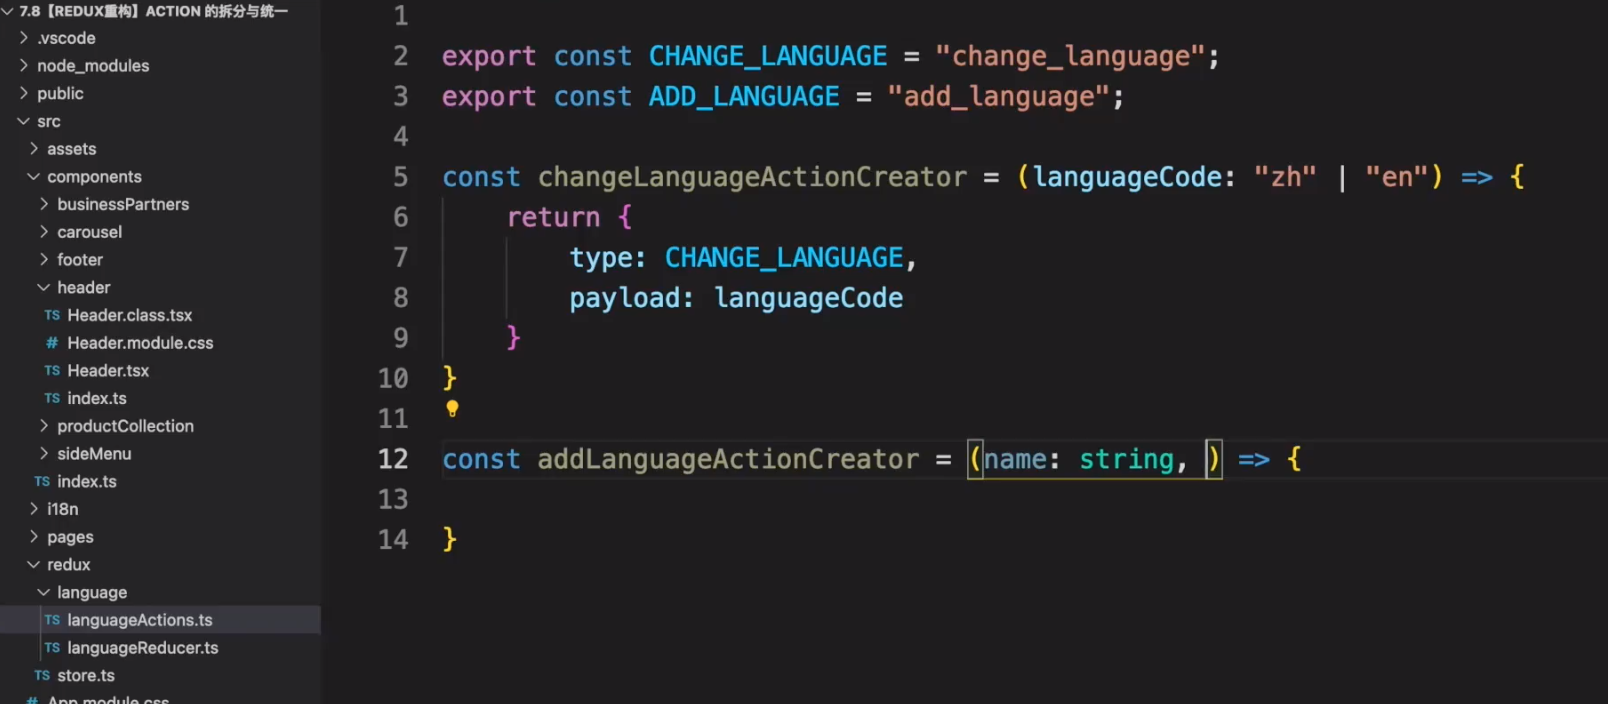 7.8【REDUX重构】ACTION 的拆分与统一
.vscode
node_modules
public
src
assets
components
businessPartners
carousel
footer
header
TS Header.class.tsx
# Header.module.css
TS Header.tsx
TS index.ts
productCollection
sideMenu
TS index.ts
i18n
pages
redux
language
TS languageActions.ts
TS languageReducer.ts
TS store.ts
# App.module.css
1
2 export const CHANGE_LANGUAGE = "change_language";
3 export const ADD_LANGUAGE = "add_language";
4
5 const changeLanguageActionCreator = (languageCode: "zh" | "en") => {
6 return {
7 type: CHANGE_LANGUAGE,
8 payload: languageCode
9 }
10 }
11
12 const addLanguageActionCreator = (name: string, ) => {
13
14 }